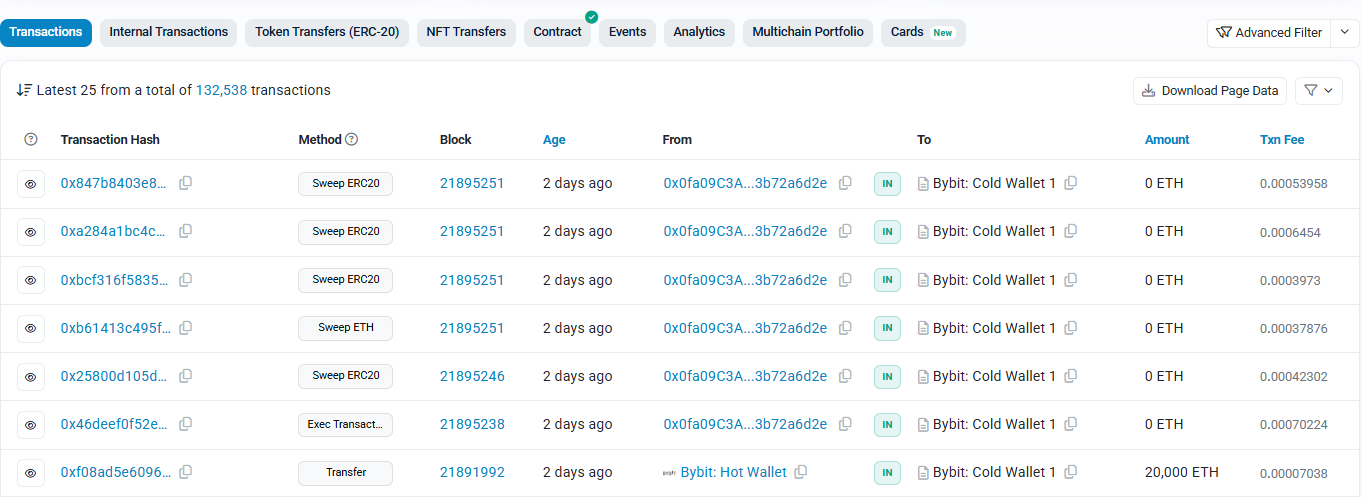 Transactions Internal Transactions Token Transfers (ERC-20) NFT Transfers Contract Events Analytics Multichain Portfolio Cards New Advanced Filter
Latest 25 from a total of 132,538 transactions Download Page Data
Transaction Hash Method Block Age From To Amount Txn Fee
0x847b8403e8... Sweep ERC20 21895251 2 days ago 0x0fa09C3A...3b72a6d2e IN Bybit: Cold Wallet 1 0 ETH 0.00053958
0xa284a1bc4c... Sweep ERC20 21895251 2 days ago 0x0fa09C3A...3b72a6d2e IN Bybit: Cold Wallet 1 0 ETH 0.0006454
0xbcf316f5835... Sweep ERC20 21895251 2 days ago 0x0fa09C3A...3b72a6d2e IN Bybit: Cold Wallet 1 0 ETH 0.0003973
0xb61413c495f... Sweep ETH 21895251 2 days ago 0x0fa09C3A...3b72a6d2e IN Bybit: Cold Wallet 1 0 ETH 0.00037876
0x25800d105d... Sweep ERC20 21895246 2 days ago 0x0fa09C3A...3b72a6d2e IN Bybit: Cold Wallet 1 0 ETH 0.00042302
0x46deef0f52e... Exec Transact... 21895238 2 days ago 0x0fa09C3A...3b72a6d2e IN Bybit: Cold Wallet 1 0 ETH 0.00070224
0xf08ad5e6096... Transfer 21891992 2 days ago Bybit: Hot Wallet IN Bybit: Cold Wallet 1 20,000 ETH 0.00007038